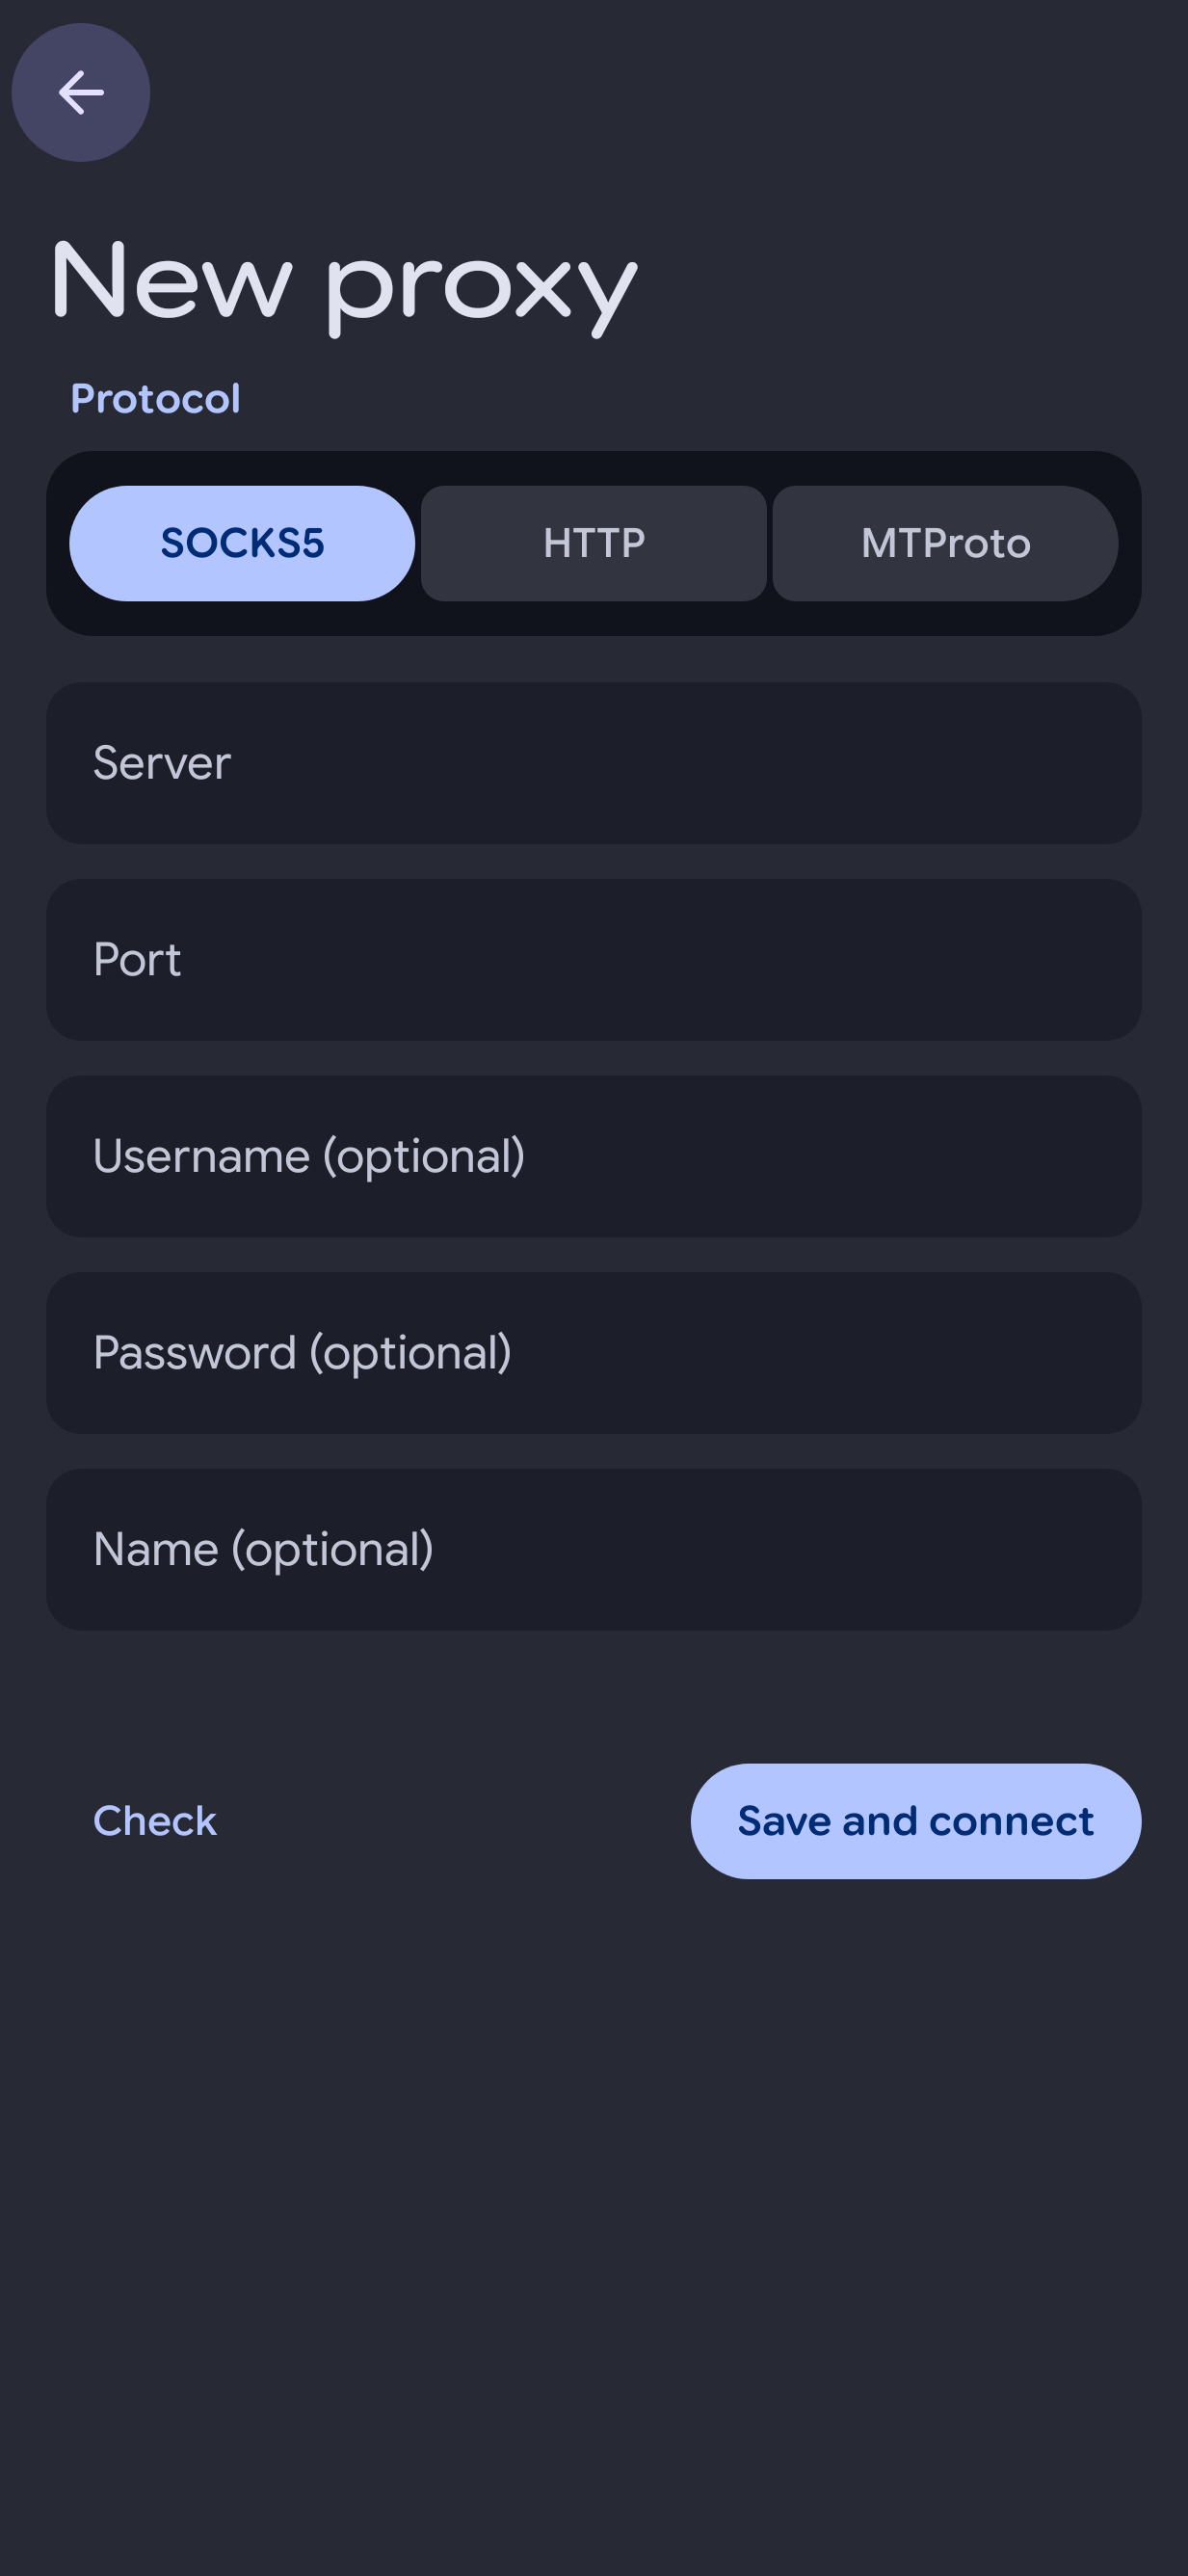 New proxy
Protocol
SOCKS5 HTTP MTProto
Server
Port
Username (optional)
Password (optional)
Name (optional)
Check Save and connect